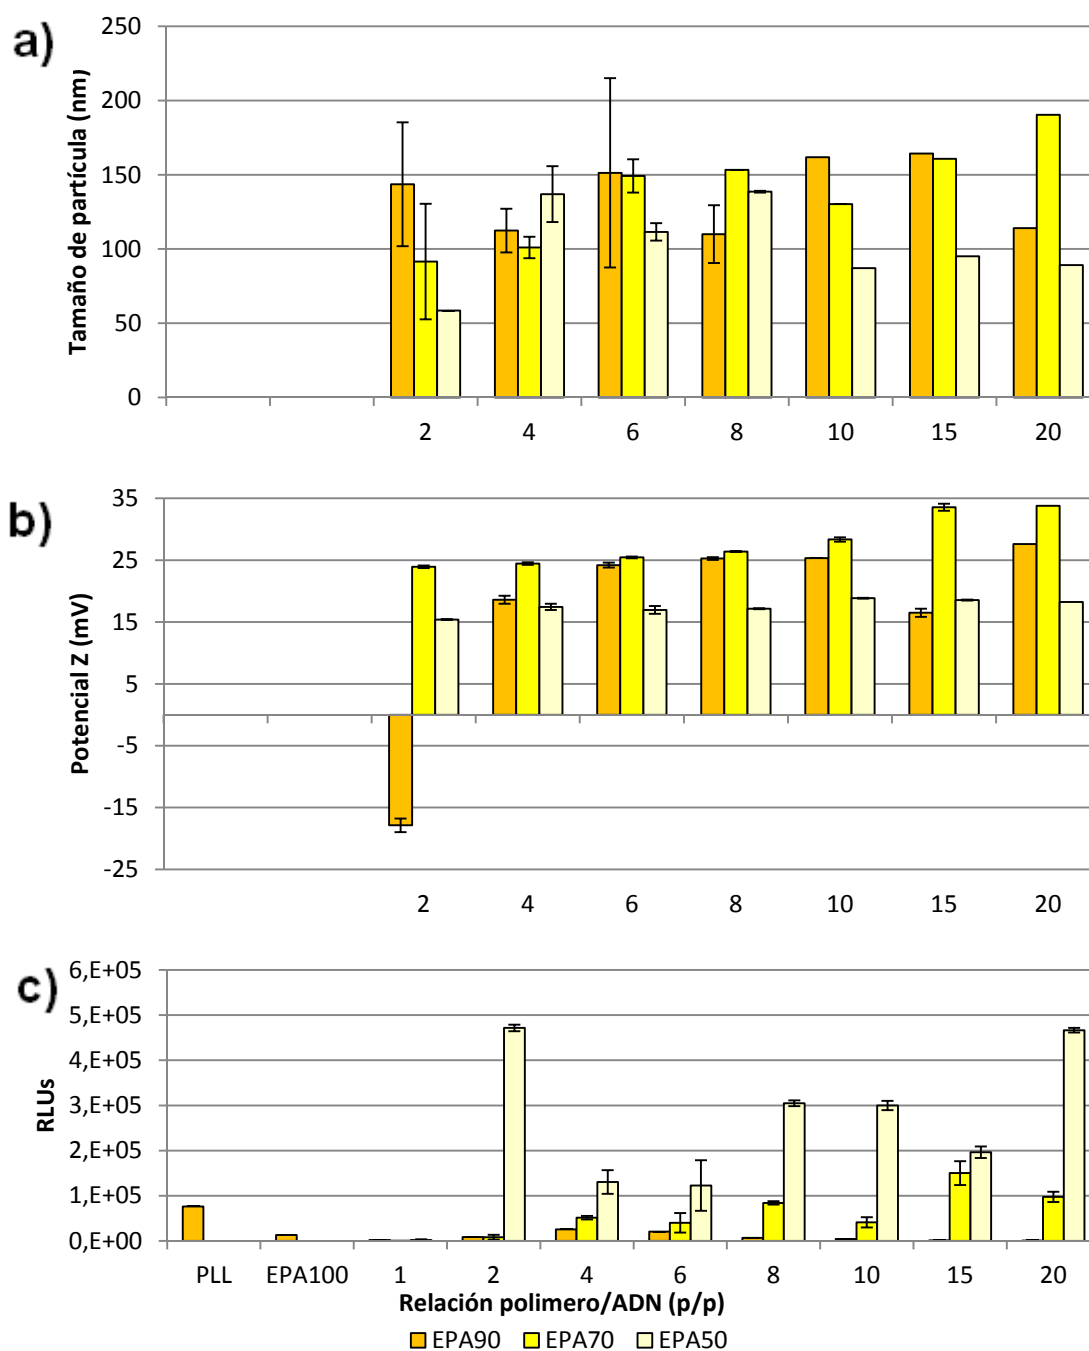 a)
Tamaño de partícula (nm)
250
200
150
100
50
0
2 4 6 8 10 15 20
b)
Potencial Z (mV)
35
25
15
5
-5
-15
-25
2 4 6 8 10 15 20
c)
RLUs
6,E+05
5,E+05
4,E+05
3,E+05
2,E+05
1,E+05
0,E+00
PLL EPA100 1 2 4 6 8 10 15 20
Relación polimero/ADN (p/p)
EPA90 EPA70 EPA50